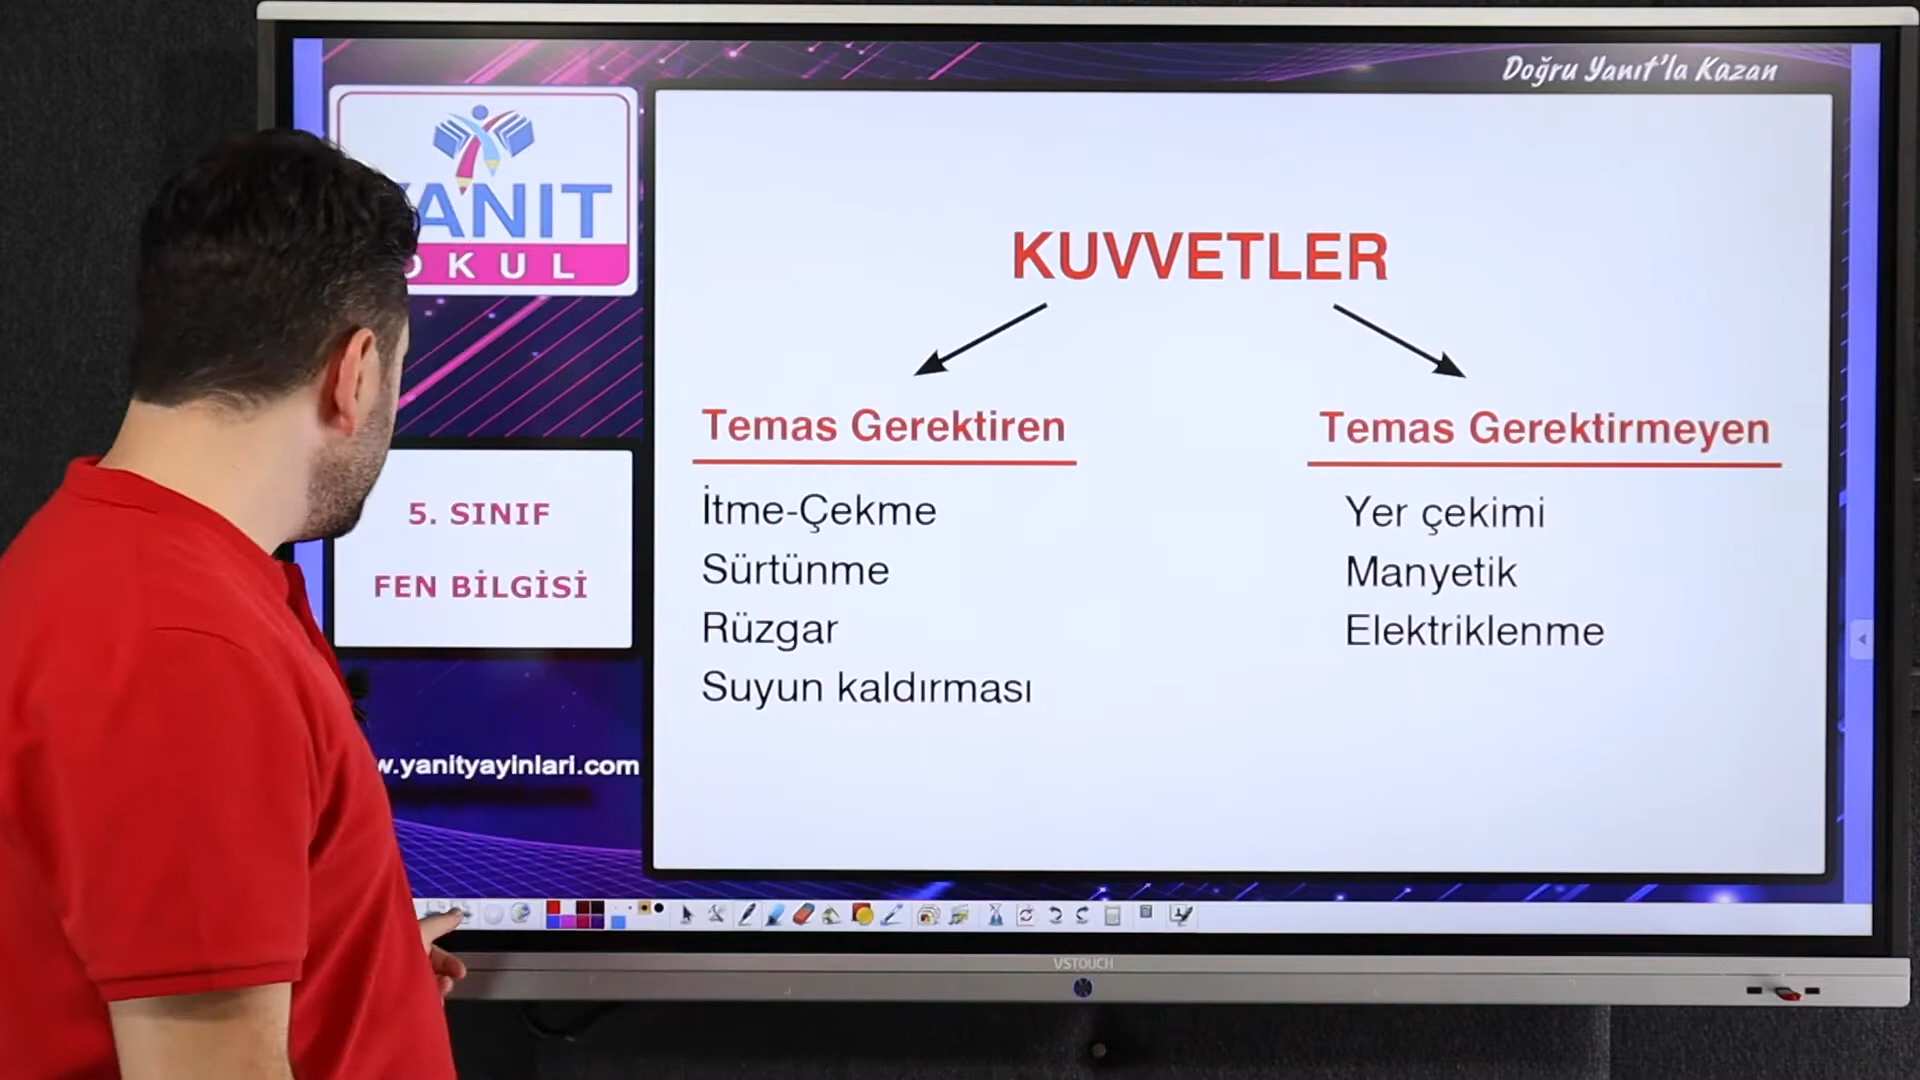 Doğru Yanıt'la Kazan
YANIT
OKUL
5. SINIF
FEN BİLGİSİ
w.yanityayinlari.com
KUVVETLER
Temas Gerektiren
İtme-Çekme
Sürtünme
Rüzgar
Suyun kaldırması
Temas Gerektirmeyen
Yer çekimi
Manyetik
Elektriklenme
VSTOUCH